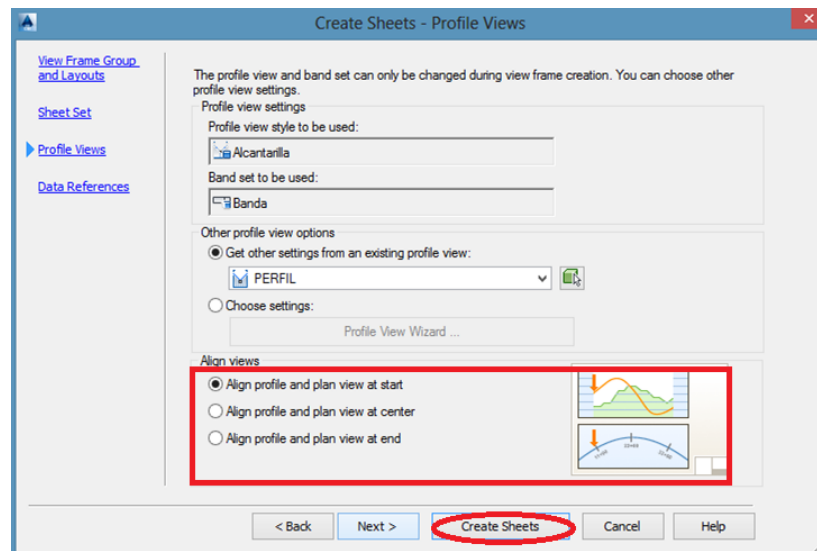 Create Sheets - Profile Views
View Frame Group
and Layouts
Sheet Set
Profile Views
Data References
The profile view and band set can only be changed during view frame creation. You can choose other
profile view settings.
Profile view settings
Profile view style to be used:
Alcantarilla
Band set to be used:
Banda
Other profile view options
Get other settings from an existing profile view:
PERFIL
Choose settings:
Profile View Wizard ...
Align views
Align profile and plan view at start
Align profile and plan view at center
Align profile and plan view at end
< Back
Next >
Create Sheets
Cancel
Help